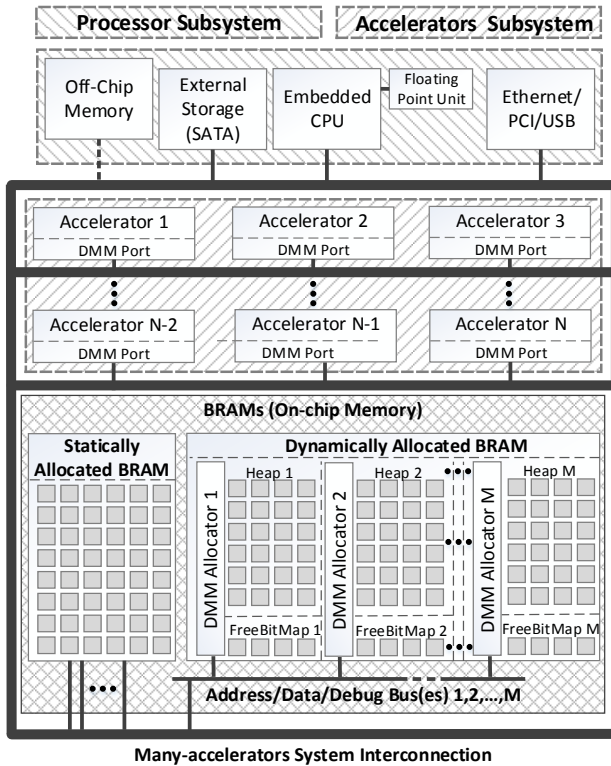 Processor Subsystem
Accelerators Subsystem
Off-Chip
Memory
External
Storage
(SATA)
Embedded
CPU
Floating
Point Unit
Ethernet/
PCI/USB
Accelerator 1
DMM Port
Accelerator 2
DMM Port
Accelerator 3
DMM Port
Accelerator N-2
DMM Port
Accelerator N-1
DMM Port
Accelerator N
DMM Port
BRAMs (On-chip Memory)
Statically
Allocated BRAM
Dynamically Allocated BRAM
DMM Allocator 1
Heap 1
FreeBitMap 1
DMM Allocator 2
Heap 2
FreeBitMap 2
DMM Allocator M
Heap M
FreeBitMap M
Address/Data/Debug Bus(es) 1,2,…,M
Many-accelerators System Interconnection